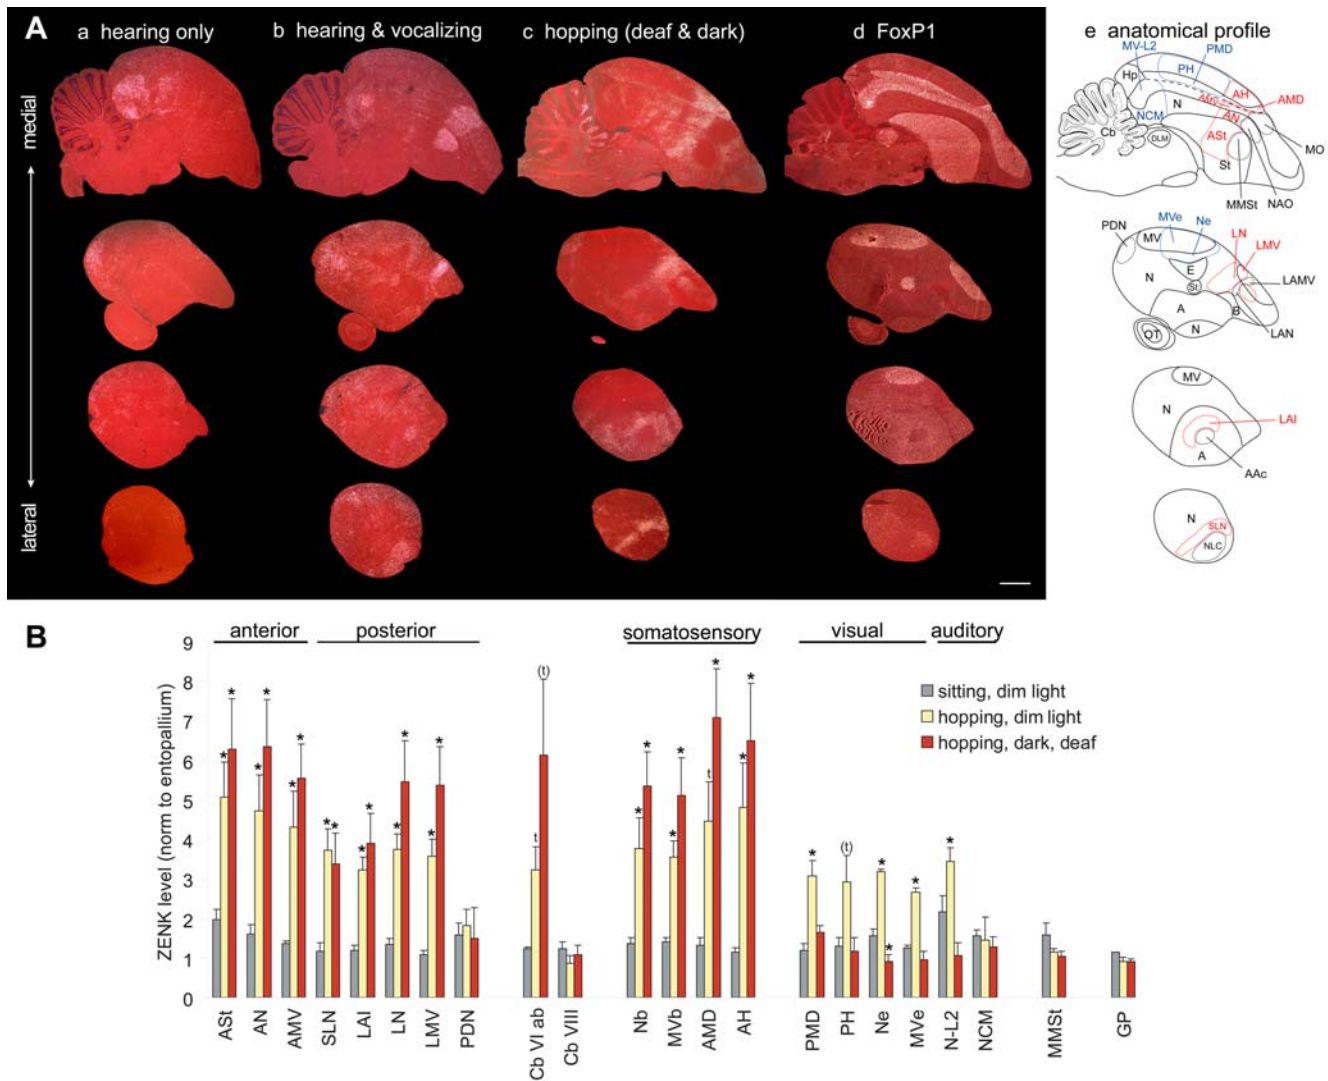 A
a hearing only
b hearing & vocalizing
c hopping (deaf & dark)
d FoxP1
e anatomical profile
medial
lateral
MV-L2
PMD
PH
Hp
AH
AMD
AMV
N
AN
NCM
Cb
DLM
ASt
St
MO
MMSt
NAO
PDN
MVe
Ne
MV
LN
LMV
N
E
St
LAMV
A
B
N
OT
LAN
MV
N
LAI
A
AAc
N
SLN
NLC
B
anterior
posterior
somatosensory
visual
auditory
ZENK level (norm to entopallium)
9
8
7
6
5
4
3
2
1
0
* * * * * * * * * * * * * *
t (t)
* * * * t * * *
* (t) * * * *
sitting, dim light
hopping, dim light
hopping, dark, deaf
ASt
AN
AMV
SLN
LAI
LN
LMV
PDN
Cb VI ab
Cb VIII
Nb
MVb
AMD
AH
PMD
PH
Ne
MVe
N-L2
NCM
MMSt
GP